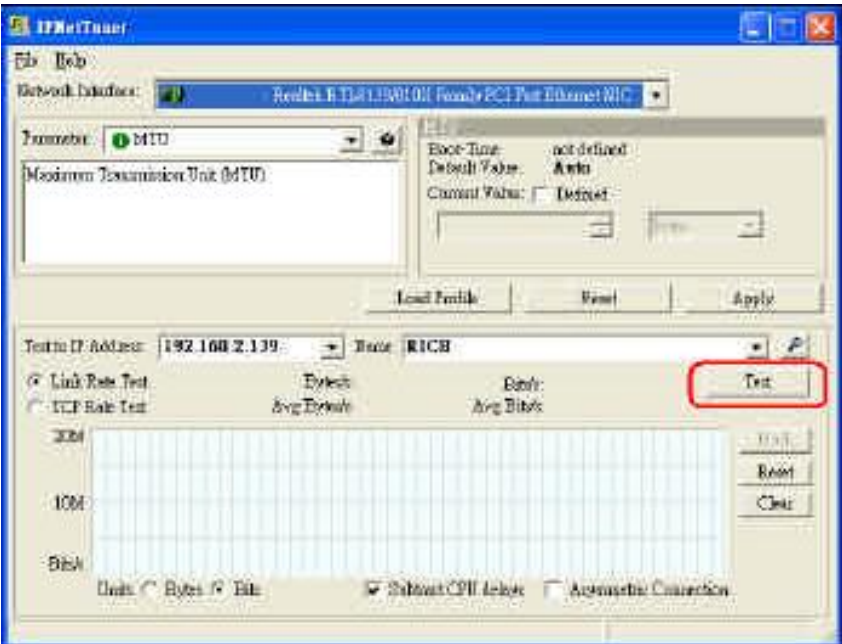 IPNetTuner
File Help
Network Interface: Realtek RTL8139/810X Family PCI Fast Ethernet NIC
Parameter: MTU
Maximum Transmission Unit (MTU)
Boot-Time: not defined
Default Value: Auto
Current Value: Defined
Load Profile Reset Apply
Test to IP Address: 192.168.2.139 Name RICH
Link Rate Test Bytes/s: Bits/s: Test
TCP Rate Test Avg Bytes/s: Avg Bits/s:
20M
Reset
10M Clear
Bits/s
Units Bytes Bits Subtract CPU delays Asymmetric Connection